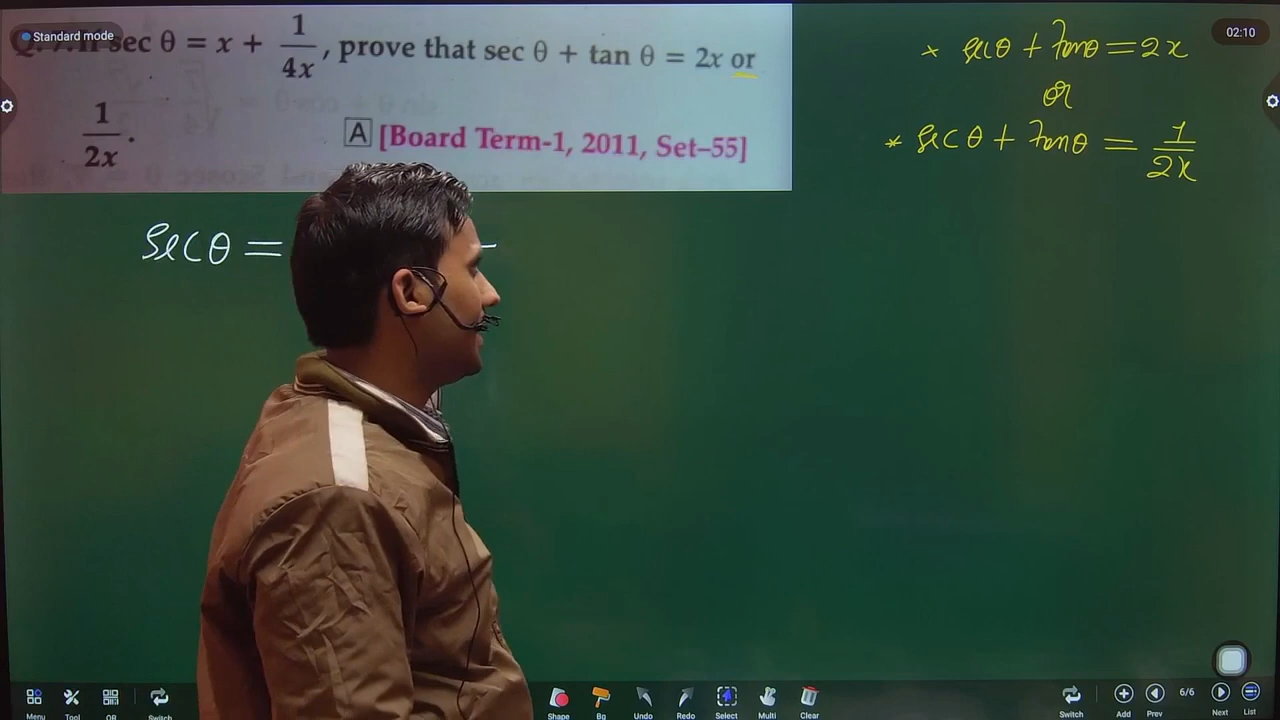 Standard mode
sec θ = x + 1/4x, prove that sec θ + tan θ = 2x or
1/2x.
A [Board Term-1, 2011, Set-55]
* secθ + tanθ = 2x
or
* secθ + tanθ = 1/2x
02:10
secθ =
Menu Tool QR Switch Shape Bg Undo Redo Select Multi Clear Switch Add Prev 6/6 Next List